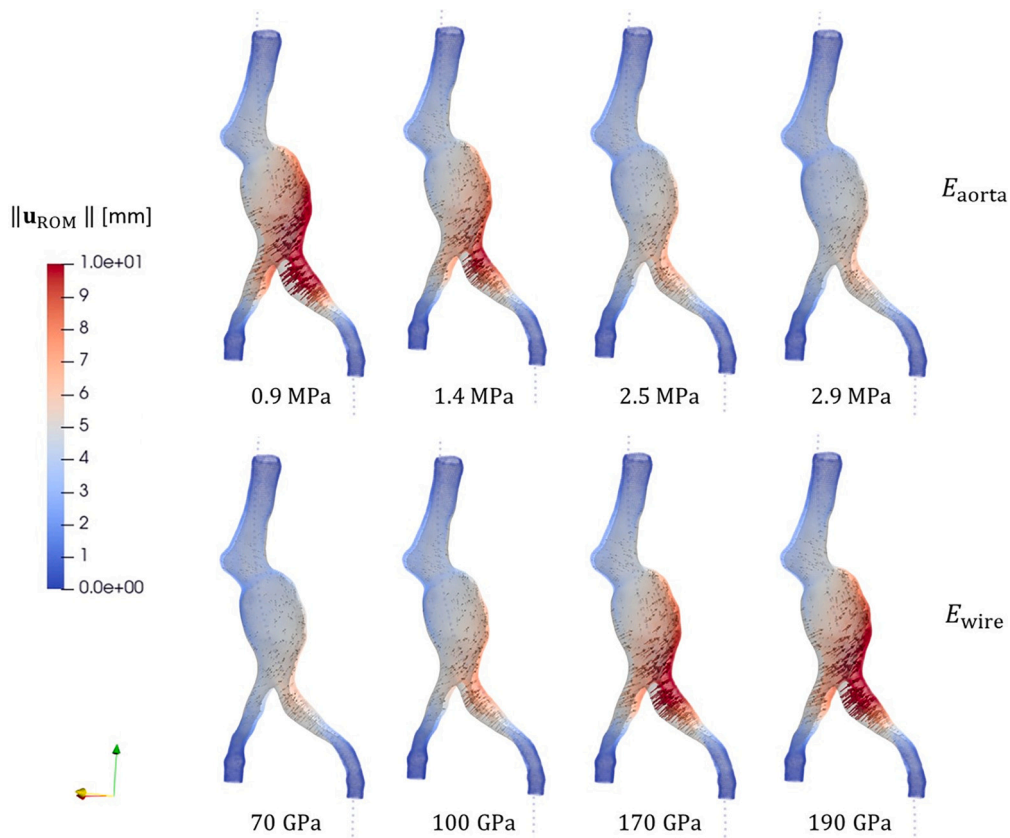 E_aorta
‖u_ROM ‖ [mm]
1.0e+01
9
8
7
6
5
4
3
2
1
0.0e+00
0.9 MPa 1.4 MPa 2.5 MPa 2.9 MPa
E_wire
70 GPa 100 GPa 170 GPa 190 GPa